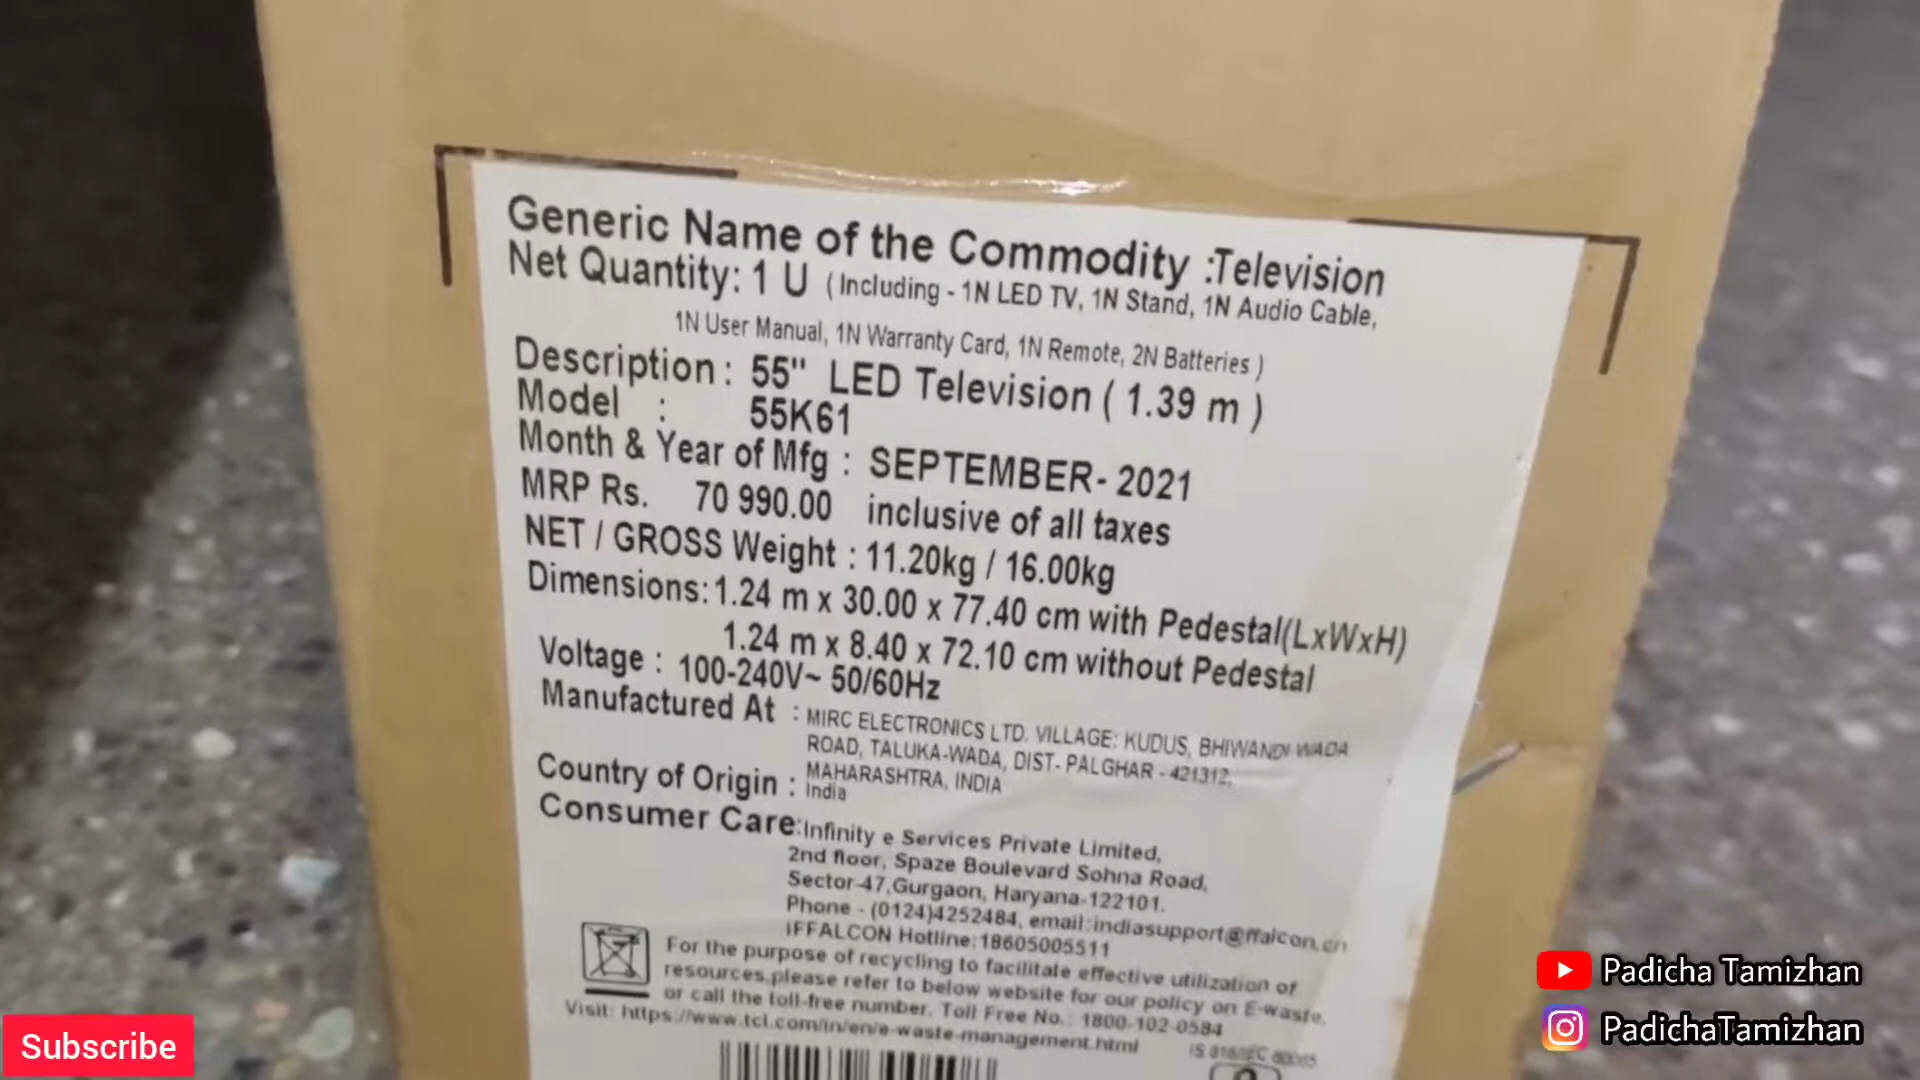 Generic Name of the Commodity :Television
Net Quantity: 1 U (Including - 1N LED TV, 1N Stand, 1N Audio Cable,
1N User Manual, 1N Warranty Card, 1N Remote, 2N Batteries)
Description : 55" LED Television ( 1.39 m )
Model : 55K61
Month & Year of Mfg : SEPTEMBER- 2021
MRP Rs. 70 990.00 inclusive of all taxes
NET / GROSS Weight : 11.20kg / 16.00kg
Dimensions: 1.24 m x 30.00 x 77.40 cm with Pedestal(LxWxH)
1.24 m x 8.40 x 72.10 cm without Pedestal
Voltage : 100-240V~ 50/60Hz
Manufactured At : MIRC ELECTRONICS LTD. VILLAGE: KUDUS, BHIWANDI WADA
ROAD, TALUKA-WADA, DIST- PALGHAR - 421312,
MAHARASHTRA, INDIA
Country of Origin : India
Consumer Care: Infinity e Services Private Limited,
2nd floor, Spaze Boulevard Sohna Road,
Sector-47,Gurgaon, Haryana-122101.
Phone - (0124)4252484, email:indiasupport@ffalcon.cn
iFFALCON Hotline:18605005511
For the purpose of recycling to facilitate effective utilization of
resources,please refer to below website for our policy on E-waste,
or call the toll-free number. Toll Free No.: 1800-102-0584
Visit: https://www.tcl.com/in/en/e-waste-management.html
Padicha Tamizhan
PadichaTamizhan
Subscribe